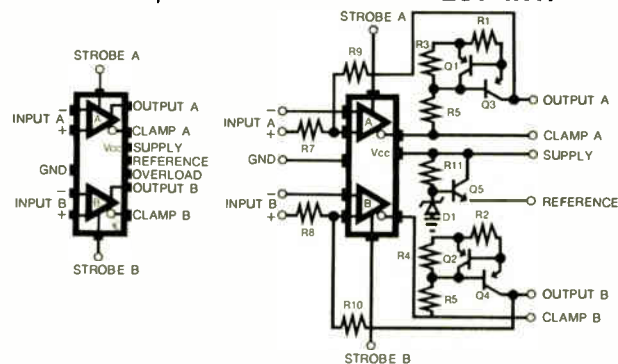 STROBE A
INPUT A
−
+
A
OUTPUT A
CLAMP A
Vcc
SUPPLY
REFERENCE
OVERLOAD
GND
OUTPUT B
INPUT B
−
+
B
CLAMP B
STROBE B
STROBE A
R9
R1
R3
Q1
Q3
OUTPUT A
−
INPUT A
+
R7
A
R5
CLAMP A
GND
Vcc
SUPPLY
R11
Q5
REFERENCE
D1
−
INPUT B
+
R8
B
R2
R4
Q2
Q4
R5
R10
OUTPUT B
CLAMP B
STROBE B